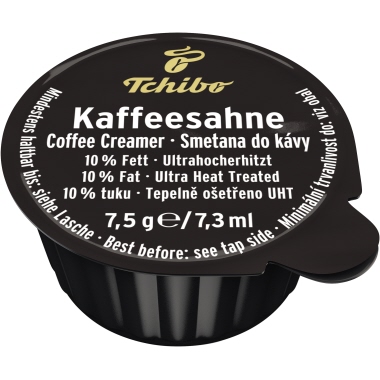 Tchibo
Kaffeesahne
Coffee Creamer · Smetana do kávy
10 % Fett · Ultrahocherhitzt
10 % Fat · Ultra Heat Treated
10 % tuku · Tepelně ošetřeno UHT
7,5 g℮/7,3 ml
Mindestens haltbar bis: siehe Lasche · Best before: see tap side · Minimální trvanlivost do: viz obal